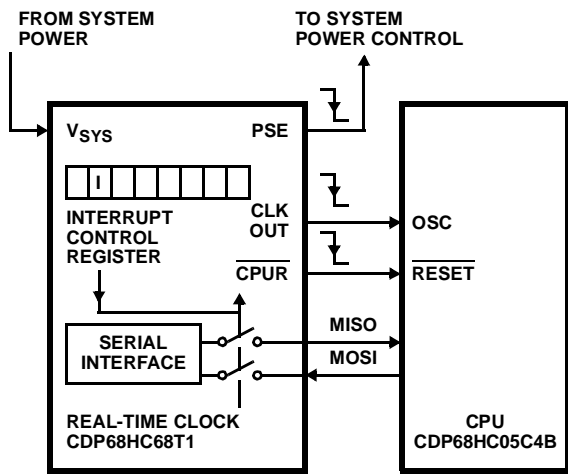 FROM SYSTEM
POWER
TO SYSTEM
POWER CONTROL
VSYS
PSE
I
INTERRUPT
CONTROL
REGISTER
CLK
OUT
OSC
CPUR
RESET
SERIAL
INTERFACE
MISO
MOSI
REAL-TIME CLOCK
CDP68HC68T1
CPU
CDP68HC05C4B